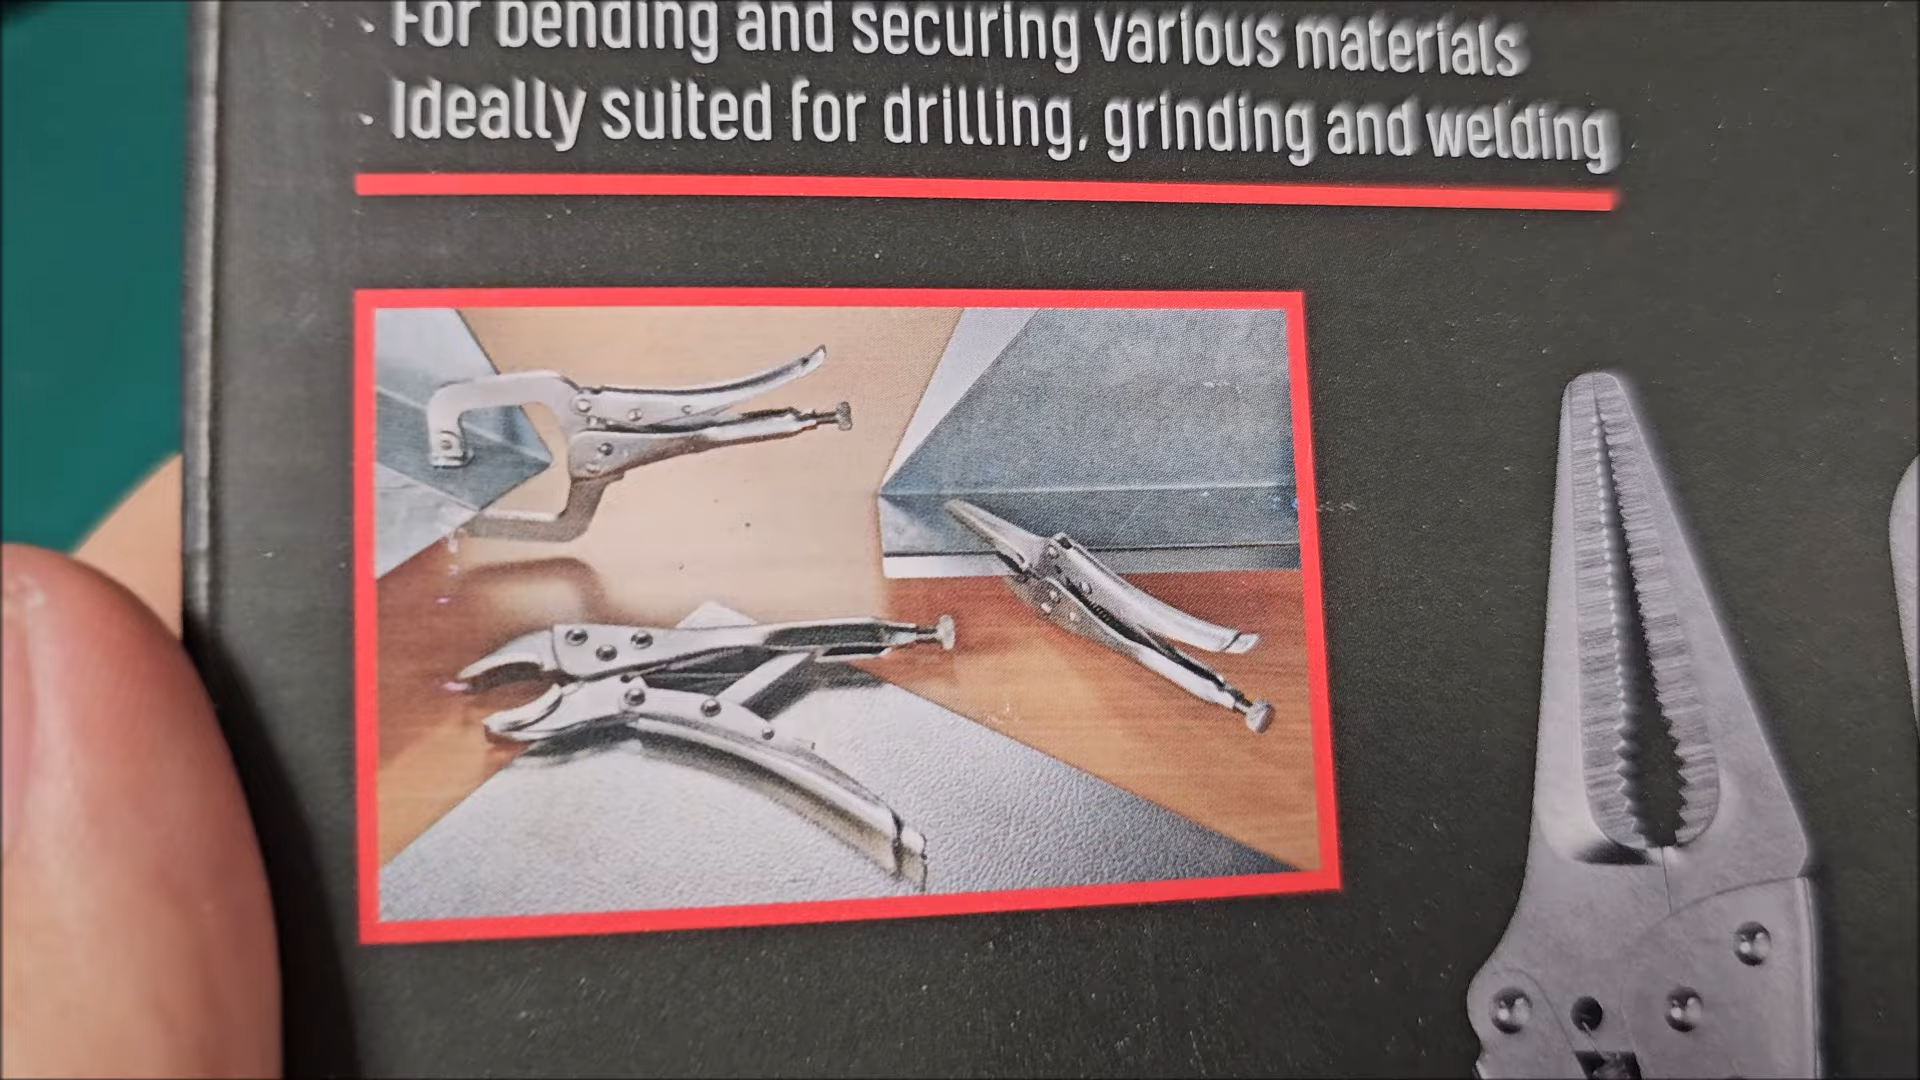 · For bending and securing various materials
· Ideally suited for drilling, grinding and welding